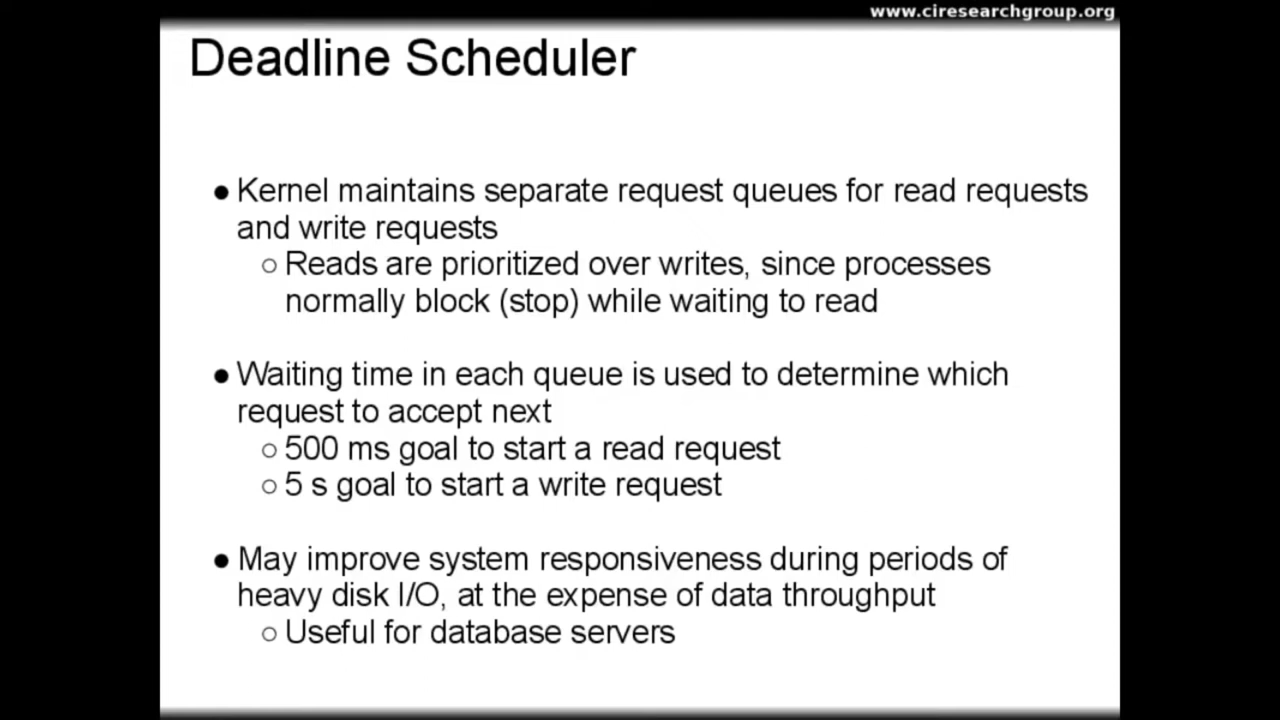 www.ciresearchgroup.org
Deadline Scheduler
● Kernel maintains separate request queues for read requests
and write requests
○ Reads are prioritized over writes, since processes
normally block (stop) while waiting to read
● Waiting time in each queue is used to determine which
request to accept next
○ 500 ms goal to start a read request
○ 5 s goal to start a write request
● May improve system responsiveness during periods of
heavy disk I/O, at the expense of data throughput
○ Useful for database servers